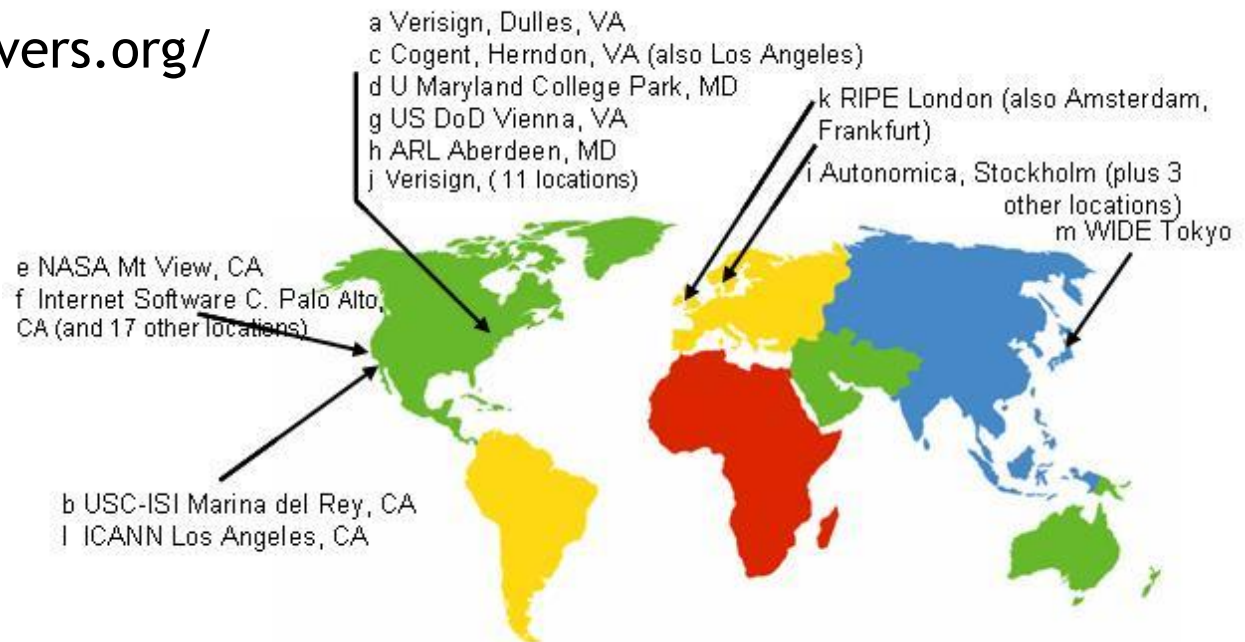 vers.org/
a Verisign, Dulles, VA
c Cogent, Herndon, VA (also Los Angeles)
d U Maryland College Park, MD
g US DoD Vienna, VA
h ARL Aberdeen, MD
j Verisign, ( 11 locations)
k RIPE London (also Amsterdam,
Frankfurt)
i Autonomica, Stockholm (plus 3
other locations)
m WIDE Tokyo
e NASA Mt View, CA
f Internet Software C. Palo Alto,
CA (and 17 other locations)
b USC-ISI Marina del Rey, CA
l ICANN Los Angeles, CA